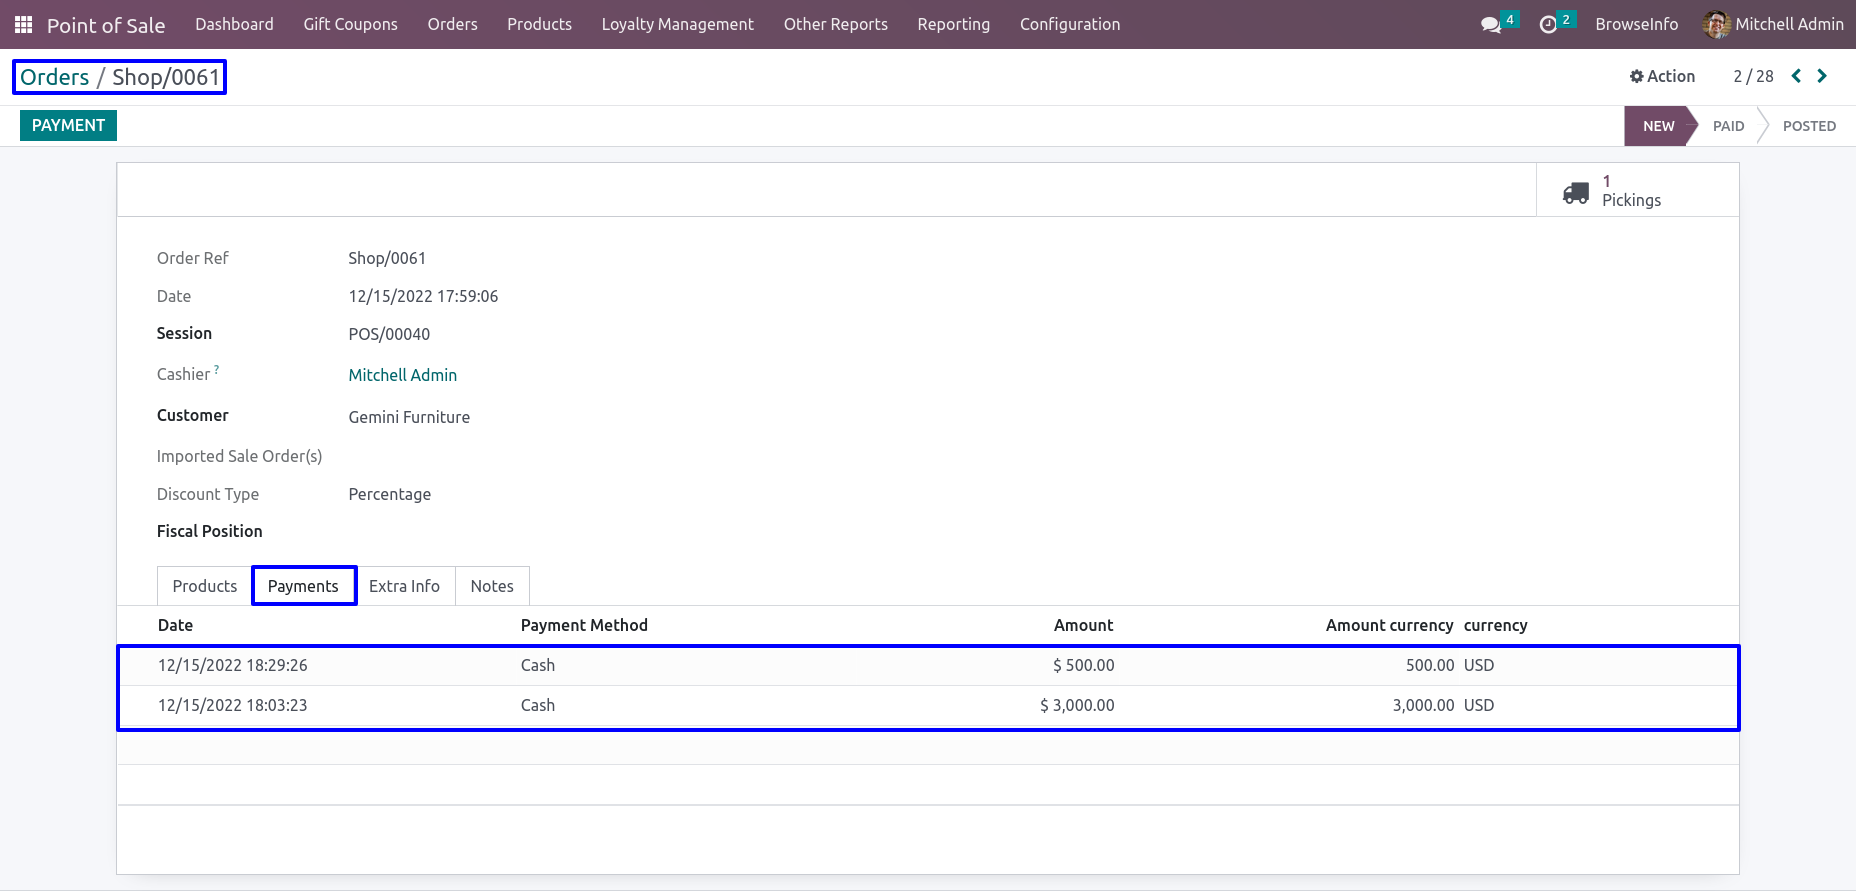 Point of Sale Dashboard Gift Coupons Orders Products Loyalty Management Other Reports Reporting Configuration 4 2 BrowseInfo Mitchell Admin
Orders / Shop/0061 Action 2 / 28
PAYMENT NEW PAID POSTED
1
Pickings
Order Ref Shop/0061
Date 12/15/2022 17:59:06
Session POS/00040
Cashier ? Mitchell Admin
Customer Gemini Furniture
Imported Sale Order(s)
Discount Type Percentage
Fiscal Position
Products Payments Extra Info Notes
Date Payment Method Amount Amount currency currency
12/15/2022 18:29:26 Cash $ 500.00 500.00 USD
12/15/2022 18:03:23 Cash $ 3,000.00 3,000.00 USD